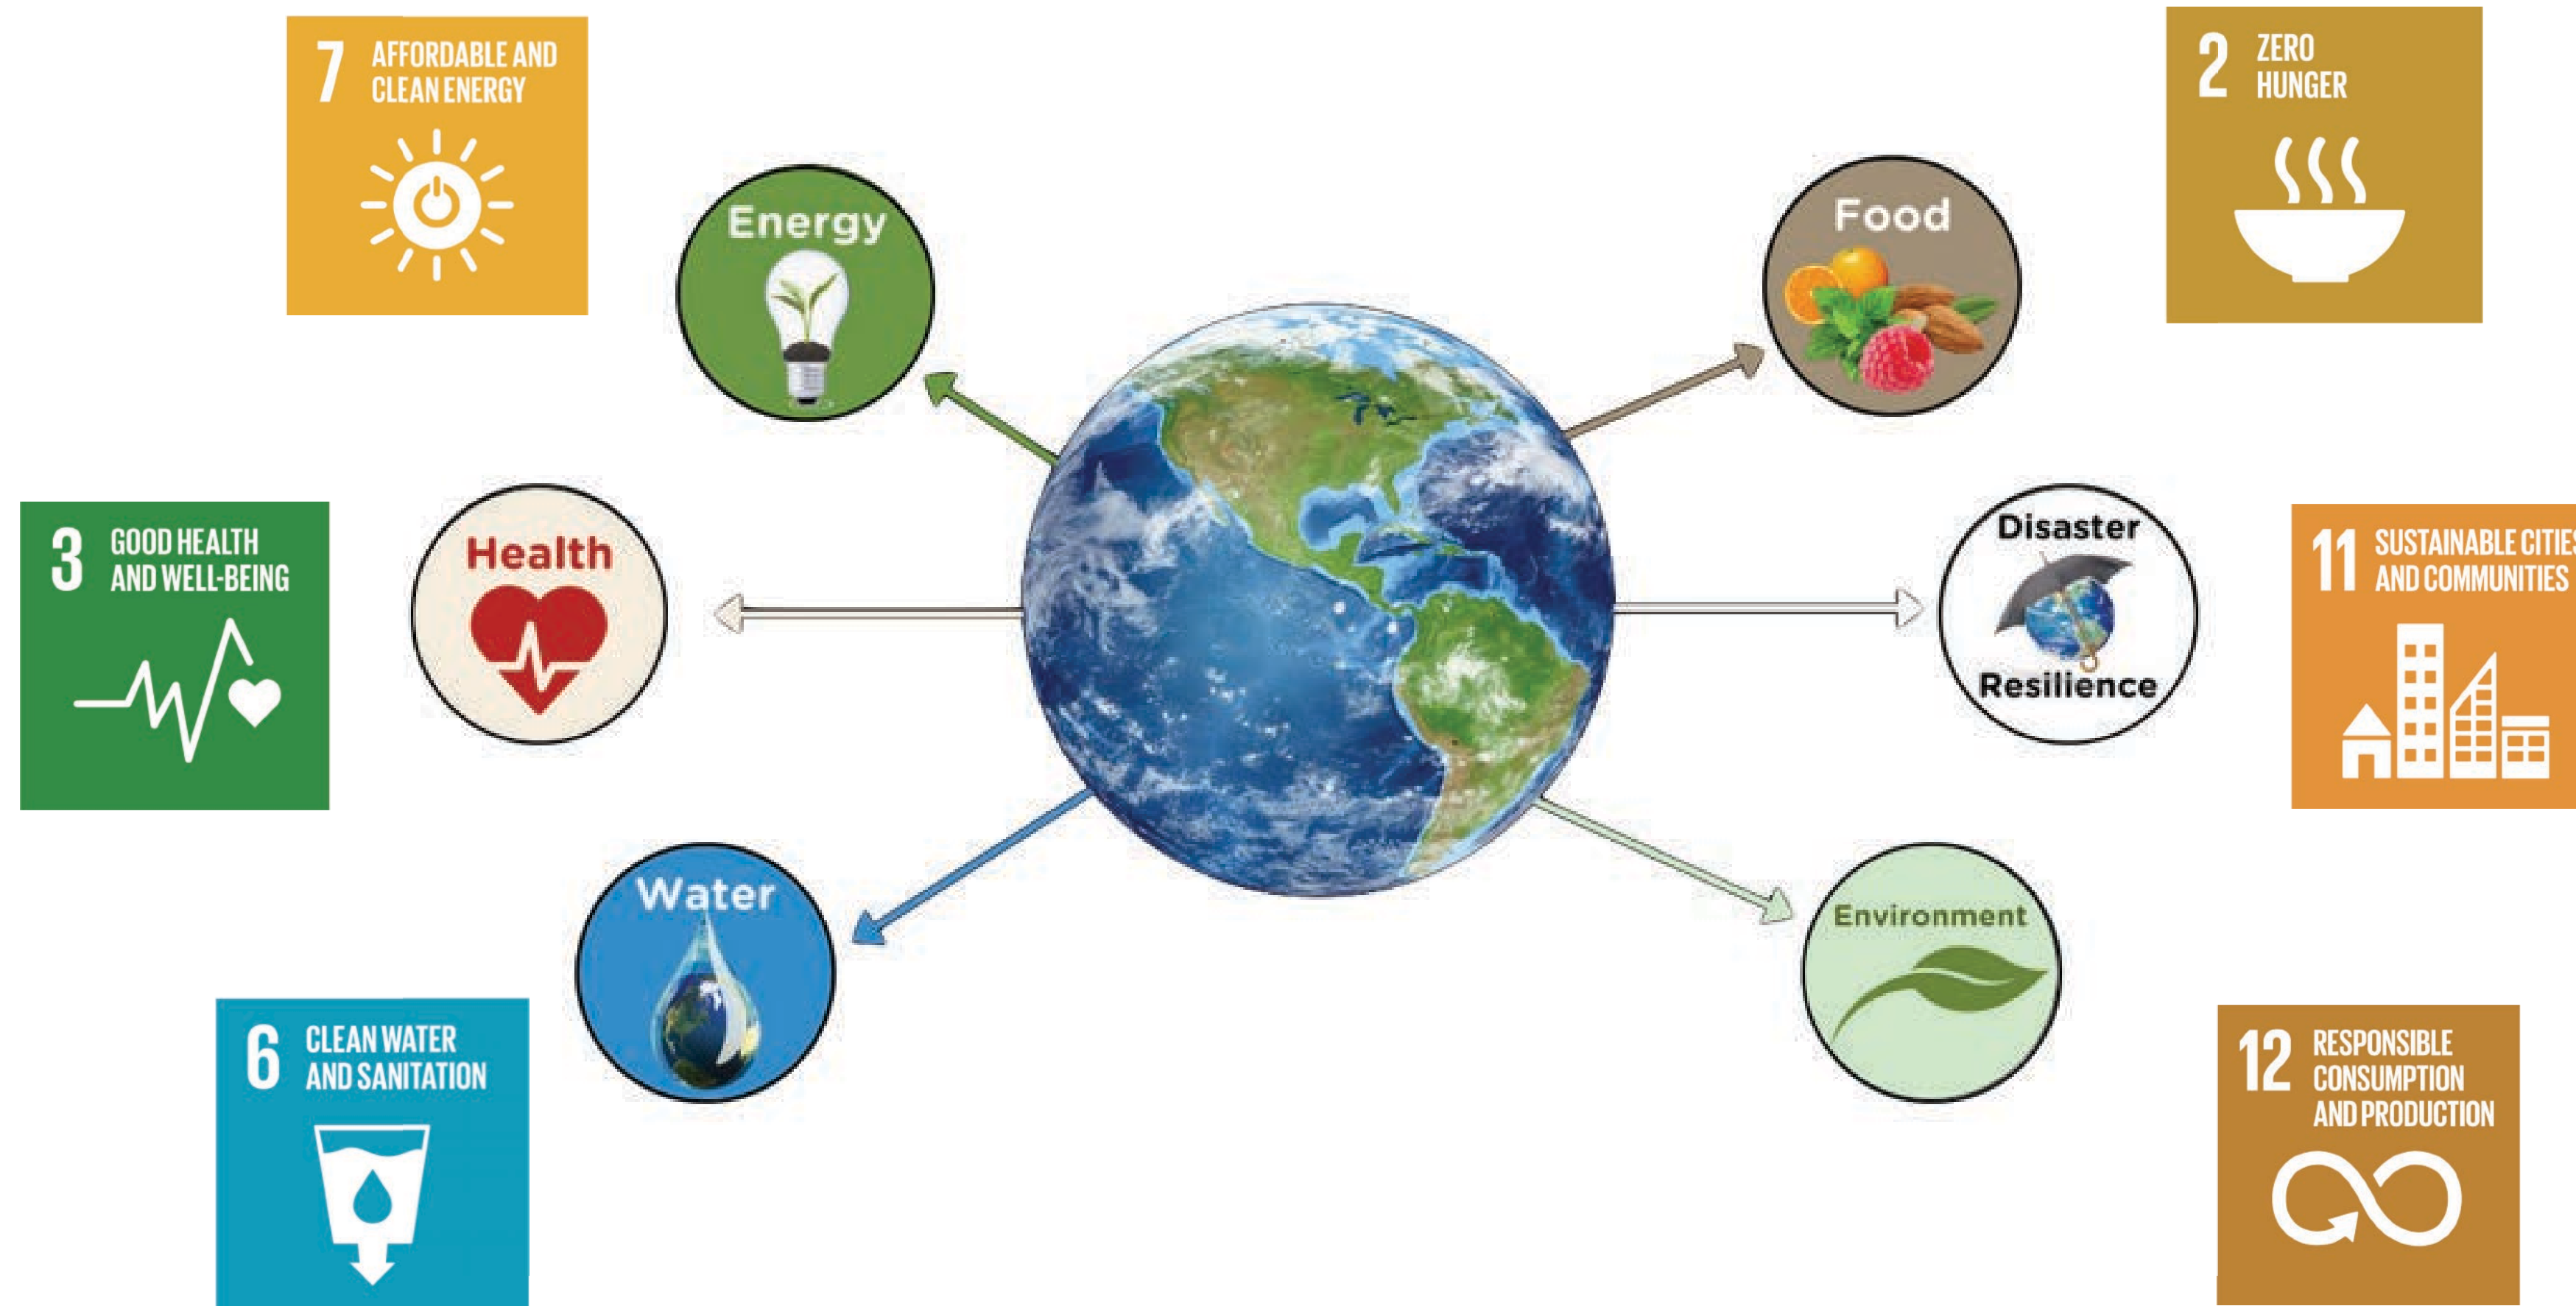 7 AFFORDABLE AND
CLEAN ENERGY
2 ZERO
HUNGER
Energy
Food
3 GOOD HEALTH
AND WELL-BEING
Health
Disaster
Resilience
11 SUSTAINABLE CITIES
AND COMMUNITIES
Water
Environment
6 CLEAN WATER
AND SANITATION
12 RESPONSIBLE
CONSUMPTION
AND PRODUCTION